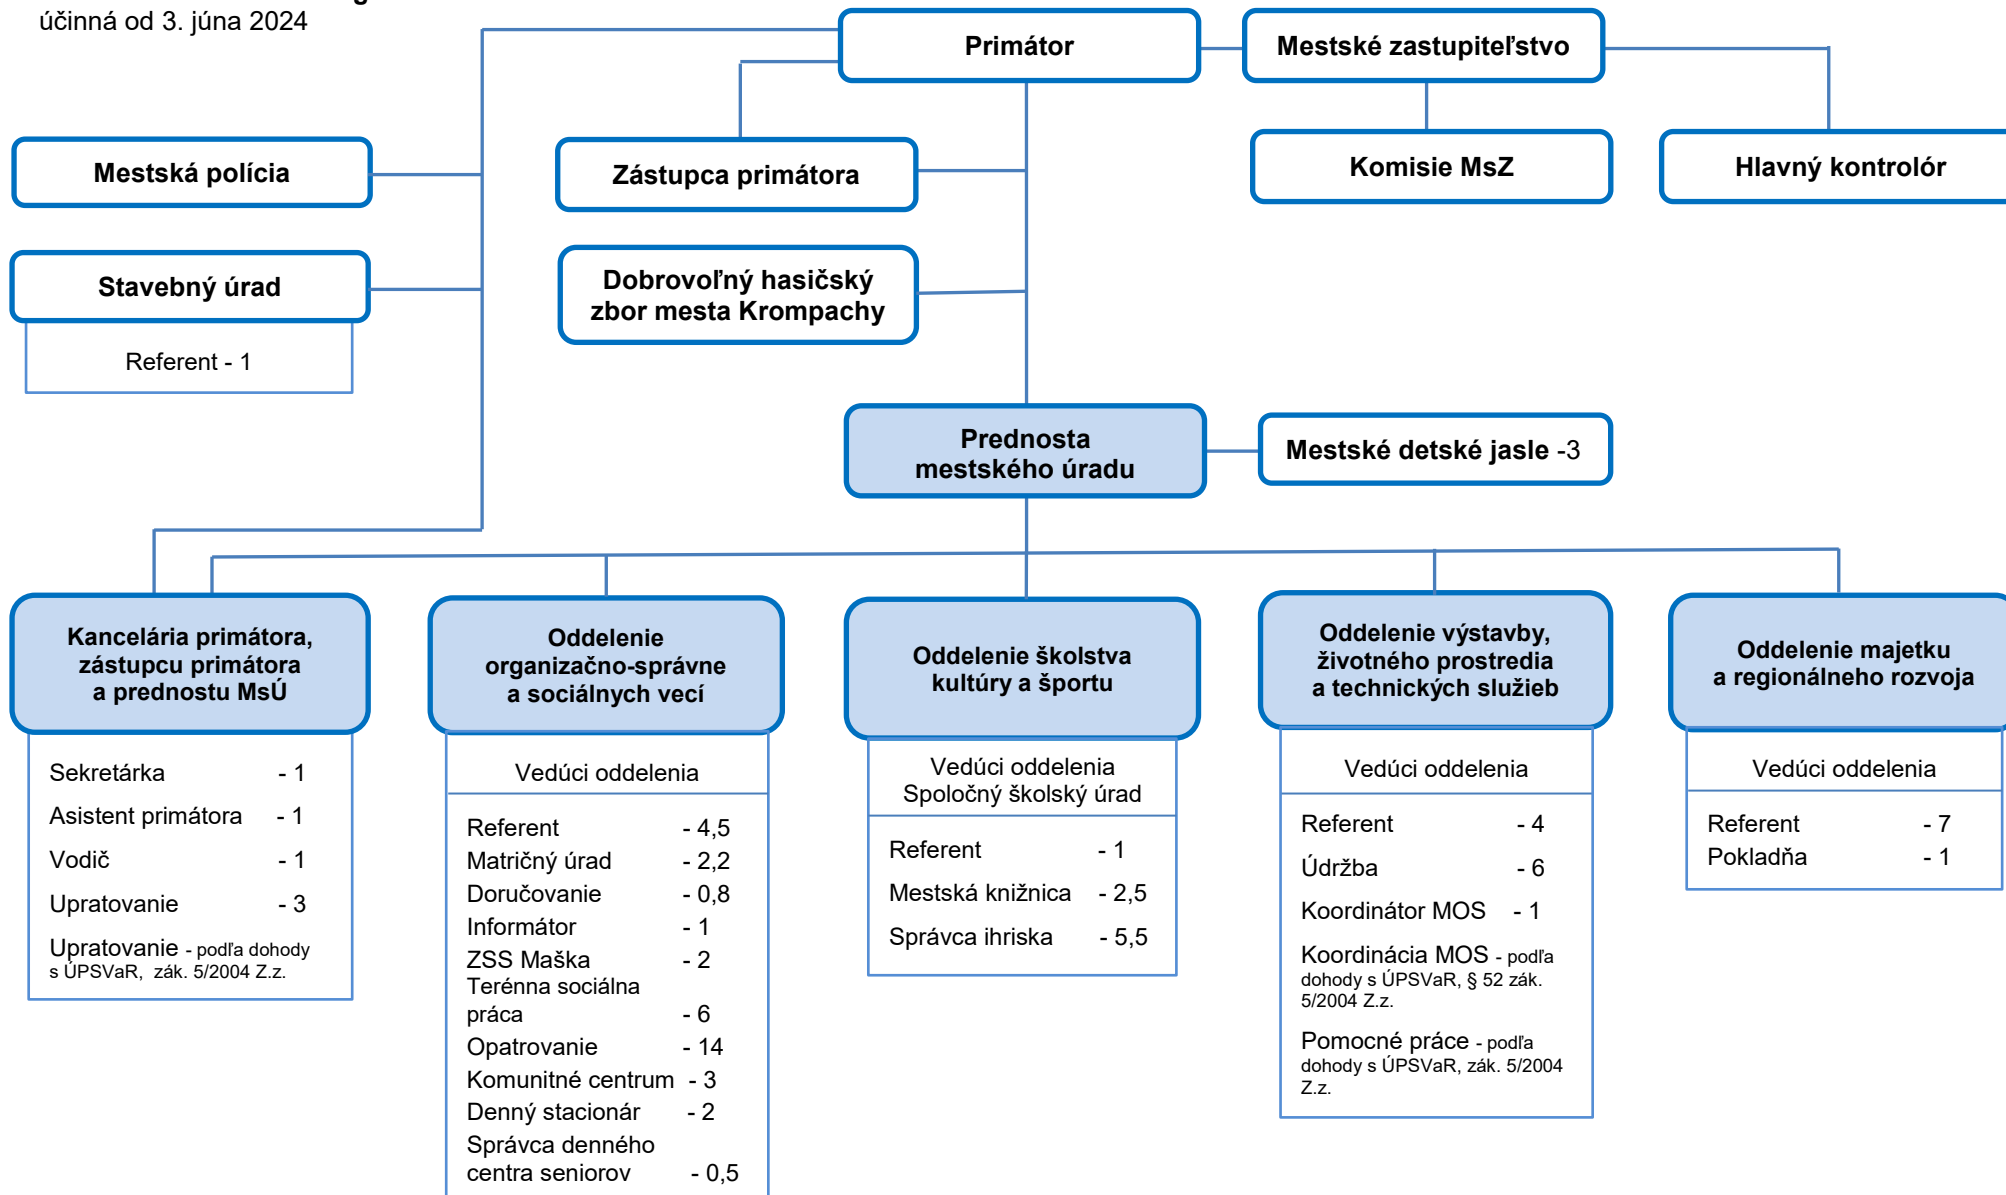 účinná od 3. júna 2024
Primátor
Mestské zastupiteľstvo
Mestská polícia
Zástupca primátora
Komisie MsZ
Hlavný kontrolór
Stavebný úrad
Referent - 1
Dobrovoľný hasičský
zbor mesta Krompachy
Prednosta
mestského úradu
Mestské detské jasle -3
Kancelária primátora,
zástupcu primátora
a prednostu MsÚ
Sekretárka - 1
Asistent primátora - 1
Vodič - 1
Upratovanie - 3
Upratovanie - podľa dohody
s ÚPSVaR, zák. 5/2004 Z.z.
Oddelenie
organizačno-správne
a sociálnych vecí
Vedúci oddelenia
Referent - 4,5
Matričný úrad - 2,2
Doručovanie - 0,8
Informátor - 1
ZSS Maška - 2
Terénna sociálna
práca - 6
Opatrovanie - 14
Komunitné centrum - 3
Denný stacionár - 2
Správca denného
centra seniorov - 0,5
Oddelenie školstva
kultúry a športu
Vedúci oddelenia
Spoločný školský úrad
Referent - 1
Mestská knižnica - 2,5
Správca ihriska - 5,5
Oddelenie výstavby,
životného prostredia
a technických služieb
Vedúci oddelenia
Referent - 4
Údržba - 6
Koordinátor MOS - 1
Koordinácia MOS - podľa
dohody s ÚPSVaR, § 52 zák.
5/2004 Z.z.
Pomocné práce - podľa
dohody s ÚPSVaR, zák. 5/2004
Z.z.
Oddelenie majetku
a regionálneho rozvoja
Vedúci oddelenia
Referent - 7
Pokladňa - 1